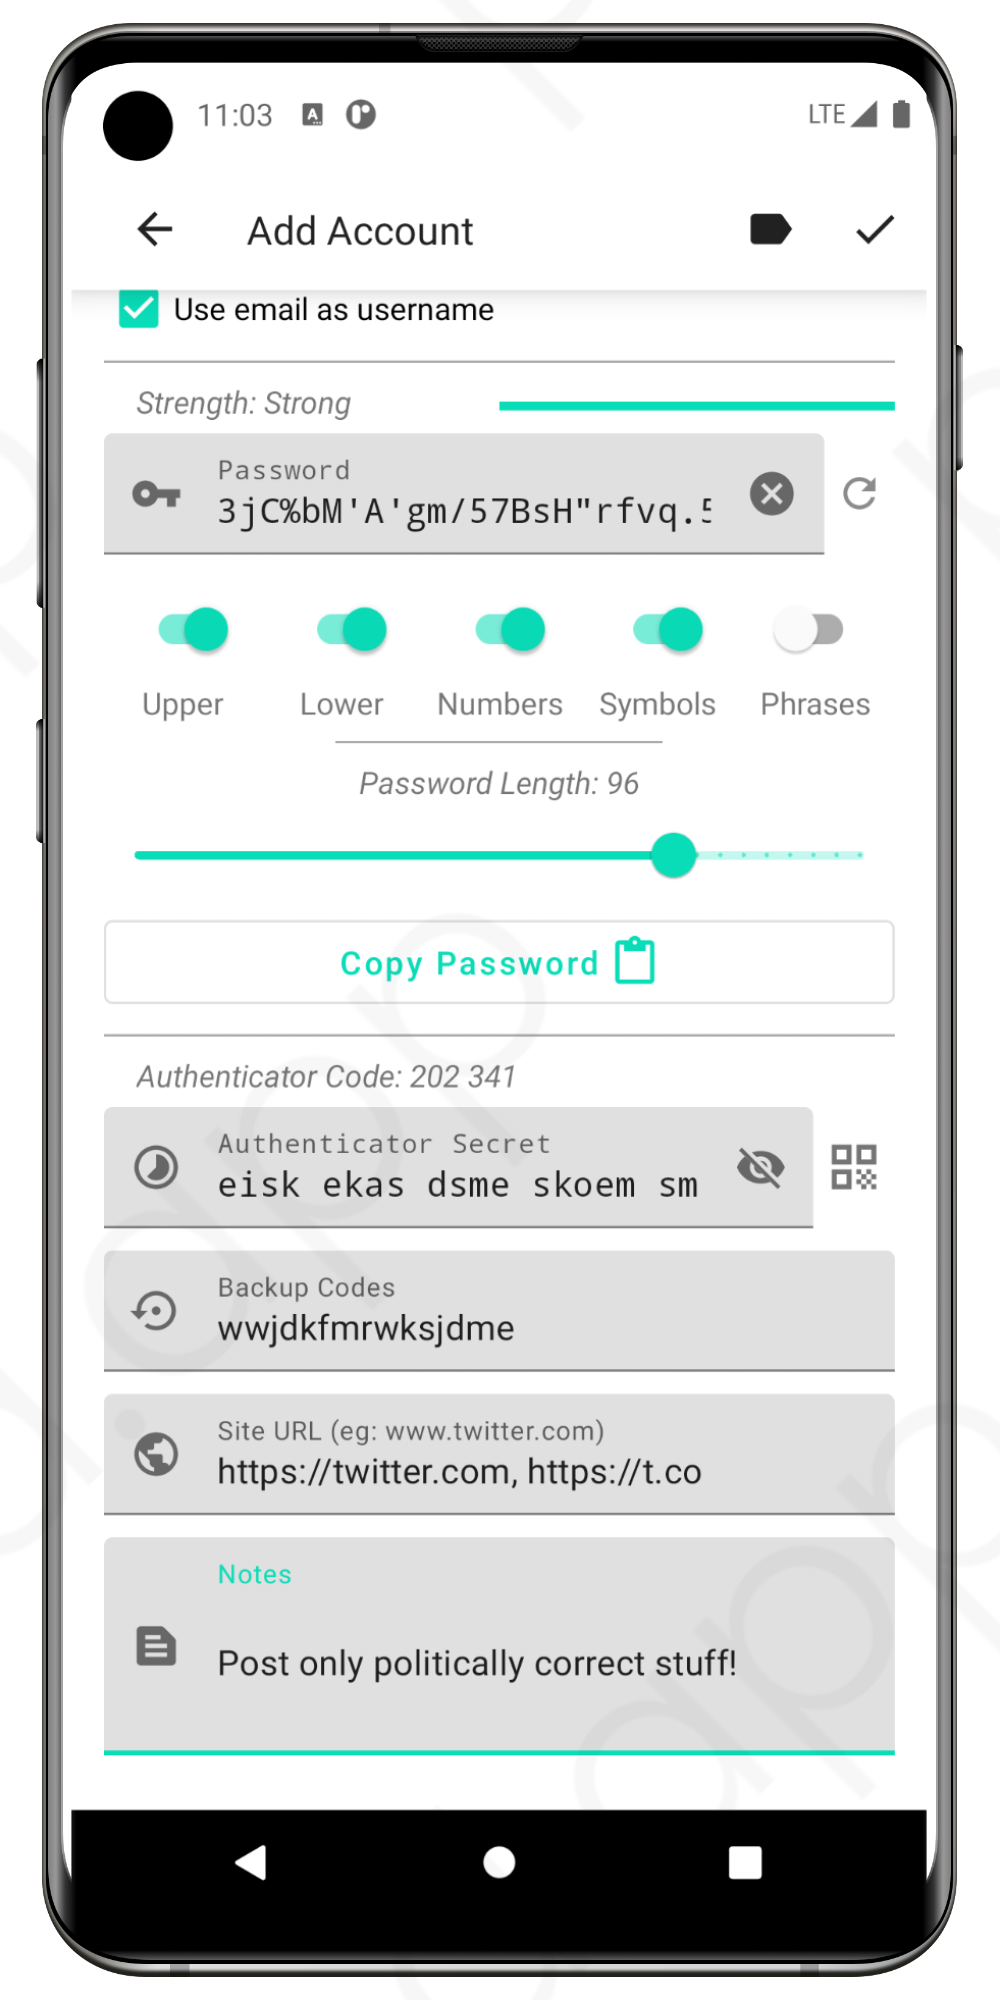 11:03 A LTE
Add Account
Use email as username
Strength: Strong
Password
3jC%bM'A'gm/57BsH"rfvq.5
Upper Lower Numbers Symbols Phrases
Password Length: 96
Copy Password
Authenticator Code: 202 341
Authenticator Secret
eisk ekas dsme skoem sm
Backup Codes
wwjdkfmrwksjdme
Site URL (eg: www.twitter.com)
https://twitter.com, https://t.co
Notes
Post only politically correct stuff!